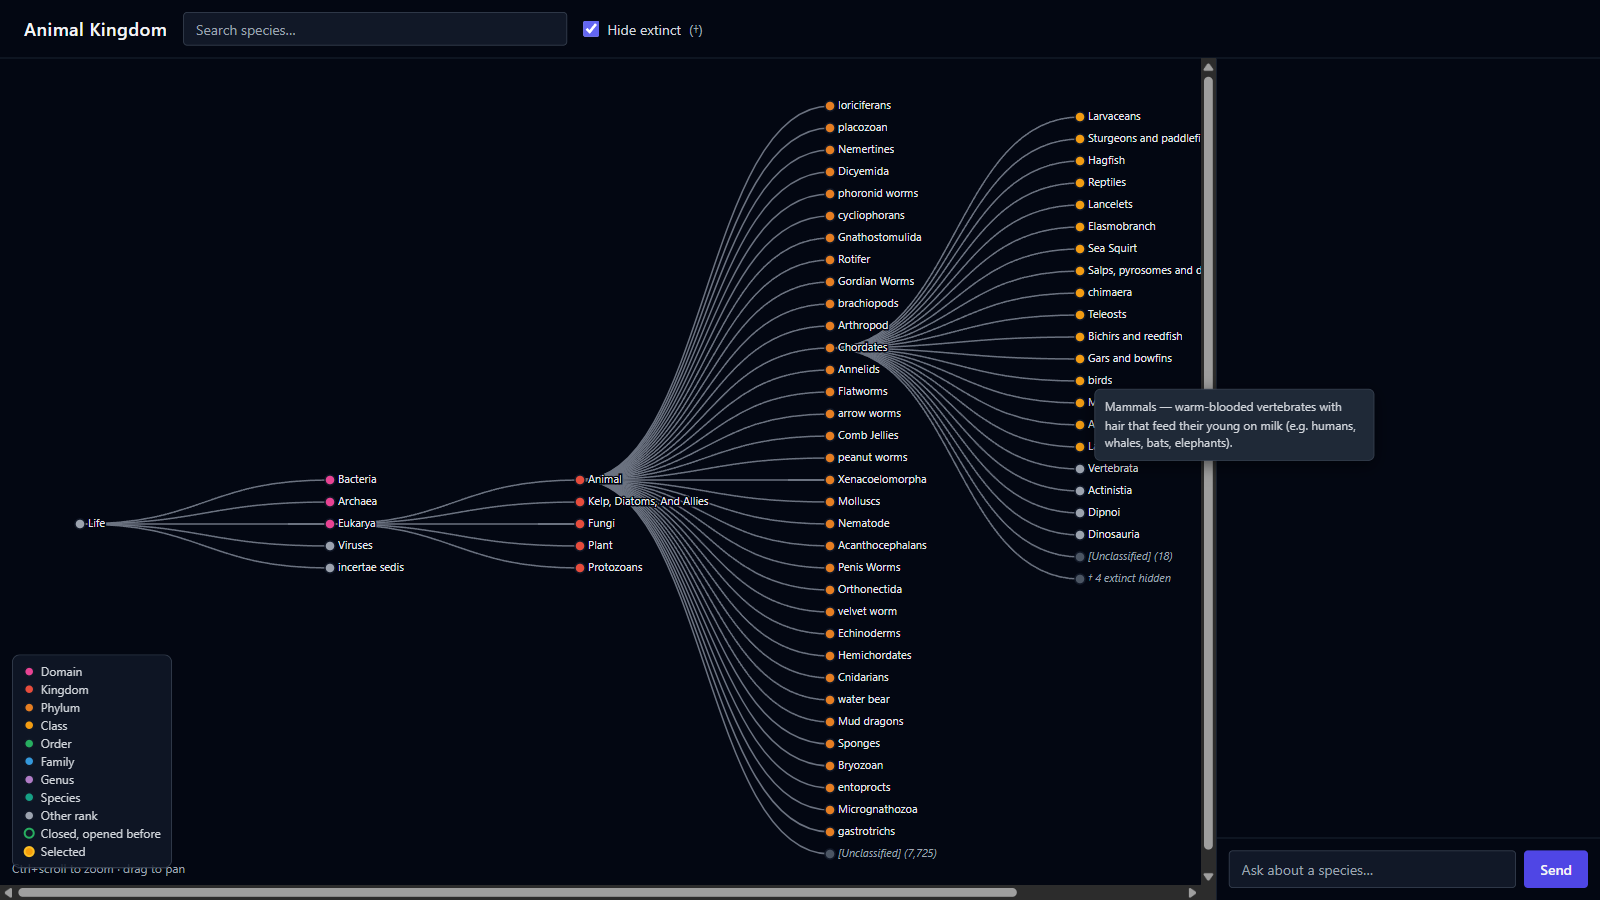 Animal Kingdom
Search species...
Hide extinct (†)
Life
Bacteria
Archaea
Eukarya
Viruses
incertae sedis
Animal
Kelp, Diatoms, And Allies
Fungi
Plant
Protozoans
loriciferans
placozoan
Nemertines
Dicyemida
phoronid worms
cycliophorans
Gnathostomulida
Rotifer
Gordian Worms
brachiopods
Arthropod
Chordates
Annelids
Flatworms
arrow worms
Comb Jellies
peanut worms
Xenacoelomorpha
Molluscs
Nematode
Acanthocephalans
Penis Worms
Orthonectida
velvet worm
Echinoderms
Hemichordates
Cnidarians
water bear
Mud dragons
Sponges
Bryozoan
entoprocts
Micrognathozoa
gastrotrichs
[Unclassified] (7,725)
Larvaceans
Sturgeons and paddlefi
Hagfish
Reptiles
Lancelets
Elasmobranch
Sea Squirt
Salps, pyrosomes and d
chimaera
Teleosts
Bichirs and reedfish
Gars and bowfins
birds
Mammals — warm-blooded vertebrates with
hair that feed their young on milk (e.g. humans,
whales, bats, elephants).
Vertebrata
Actinistia
Dipnoi
Dinosauria
[Unclassified] (18)
† 4 extinct hidden
Domain
Kingdom
Phylum
Class
Order
Family
Genus
Species
Other rank
Closed, opened before
Selected
Ctrl+scroll to zoom · drag to pan
Ask about a species...
Send